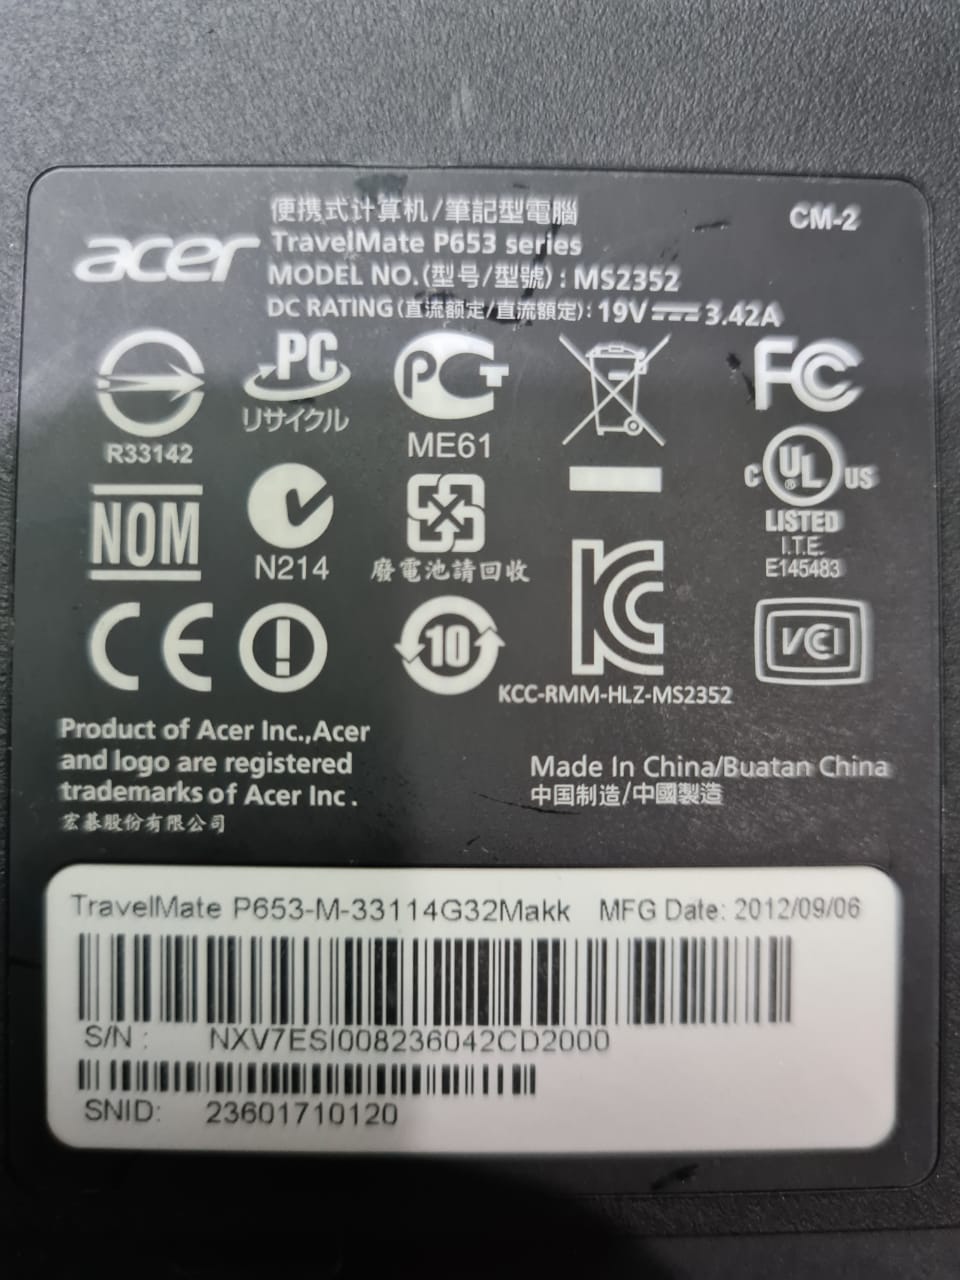 便携式计算机/筆記型電腦
CM-2
acer
TravelMate P653 series
MODEL NO.(型号/型號) : MS2352
DC RATING(直流额定/直流額定): 19V 3.42A
PC
リサイクル
R33142
PCT
ME61
FC
C UL US
®
LISTED
I.T.E.
E145483
NOM
N214
廢電池請回收
CE
10
KC
KCC-RMM-HLZ-MS2352
VCI
Product of Acer Inc.,Acer
and logo are registered
trademarks of Acer Inc .
宏碁股份有限公司
Made In China/Buatan China
中国制造/中國製造
TravelMate P653-M-33114G32Makk MFG Date: 2012/09/06
S/N : NXV7ESI008236042CD2000
SNID: 23601710120